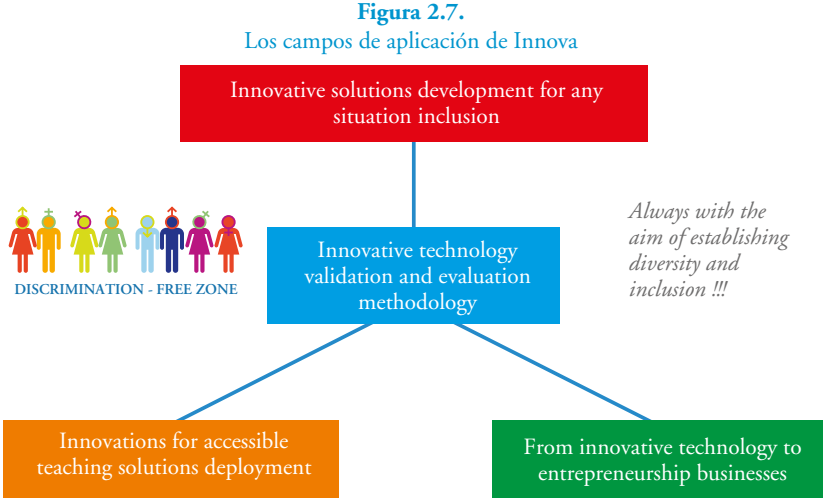 Figura 2.7.
Los campos de aplicación de Innova
Innovative solutions development for any
situation inclusion
DISCRIMINATION - FREE ZONE
Innovative technology
validation and evaluation
methodology
Always with the
aim of establishing
diversity and
inclusion !!!
Innovations for accessible
teaching solutions deployment
From innovative technology to
entrepreneurship businesses